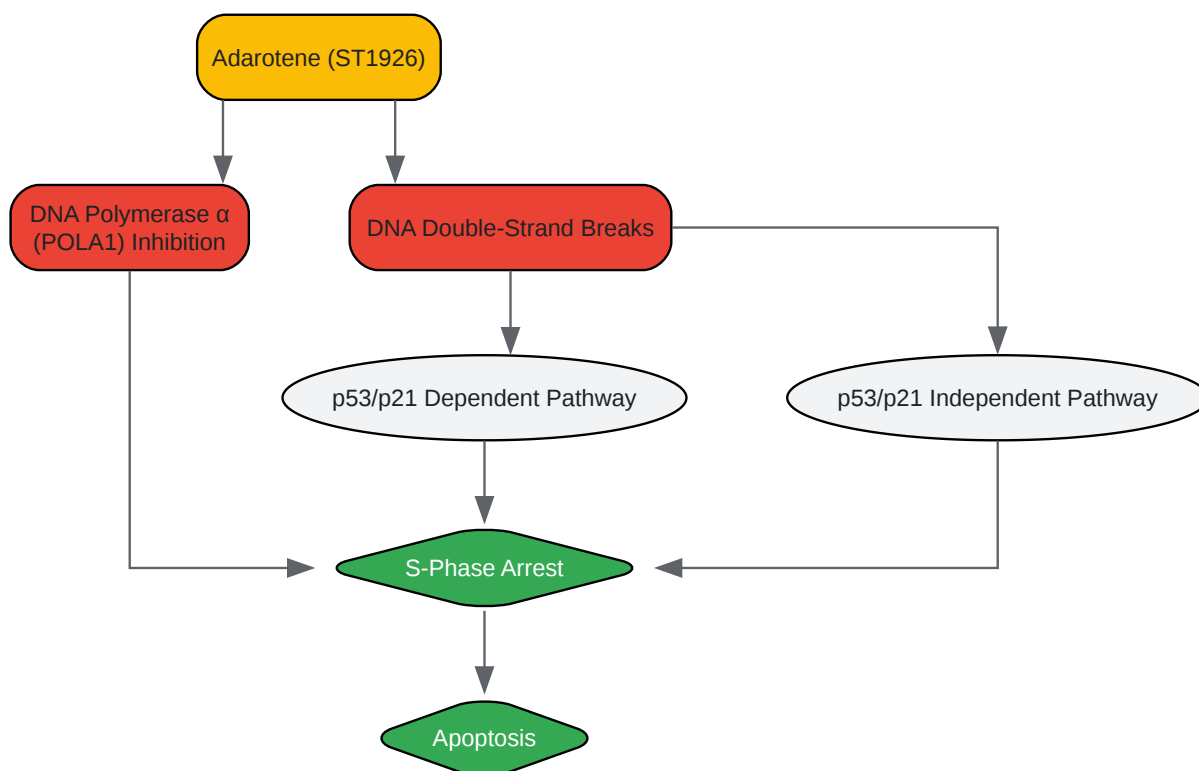 Adarotene (ST1926)
DNA Polymerase α
(POLA1) Inhibition
DNA Double-Strand Breaks
p53/p21 Dependent Pathway
p53/p21 Independent Pathway
S-Phase Arrest
Apoptosis